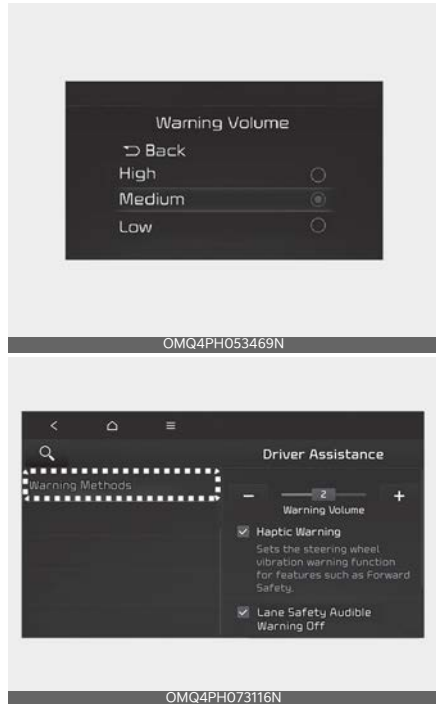 Warning Volume
Back
High
Medium
Low
OMQ4PH053469N
Driver Assistance
Warning Methods
2
Warning Volume
Haptic Warning
Sets the steering wheel
vibration warning function
for features such as Forward
Safety.
Lane Safety Audible
Warning Off
OMQ4PH073116N